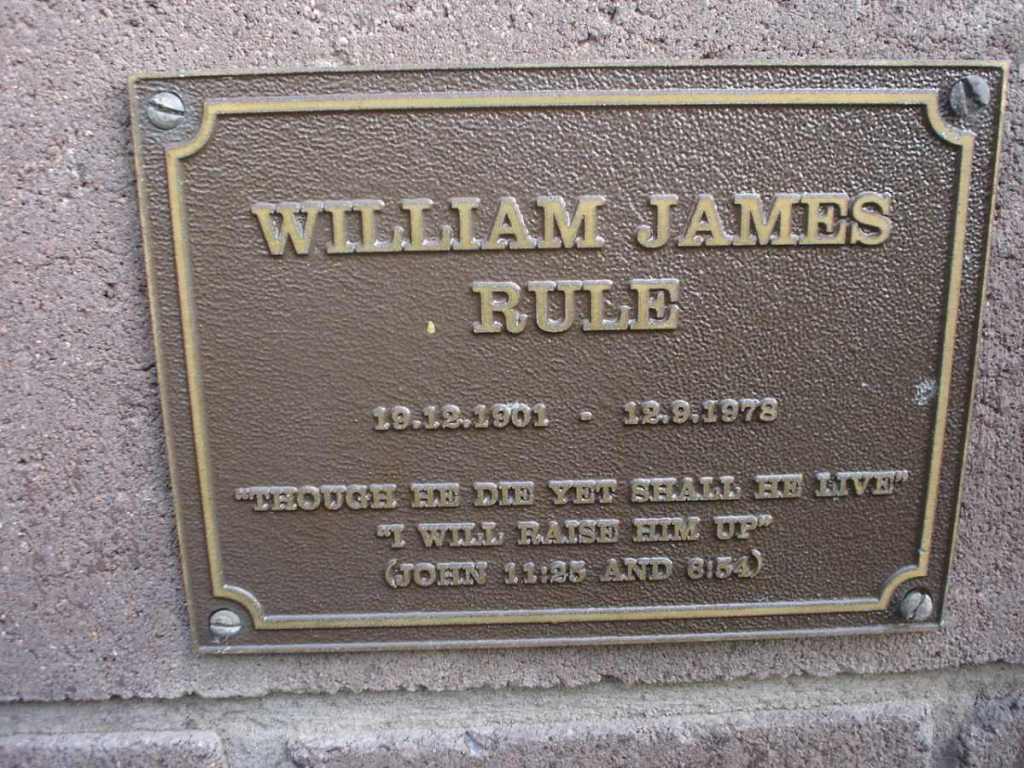 WILLIAM JAMES
RULE
19.12.1901 - 12.9.1978
"THOUGH HE DIE YET SHALL HE LIVE"
"I WILL RAISE HIM UP"
(JOHN 11:25 AND 6:54)